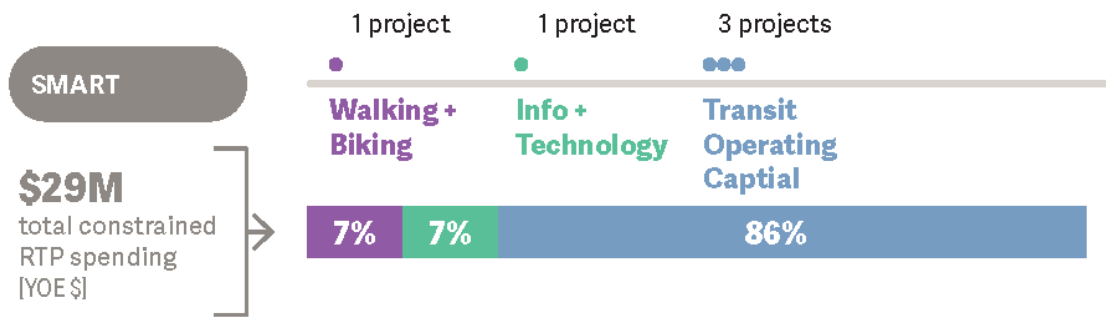 1 project
1 project
3 projects
SMART
Walking +
Biking
Info +
Technology
Transit
Operating
Captial
$29M
total constrained
RTP spending
[YOE $]
7%
7%
86%